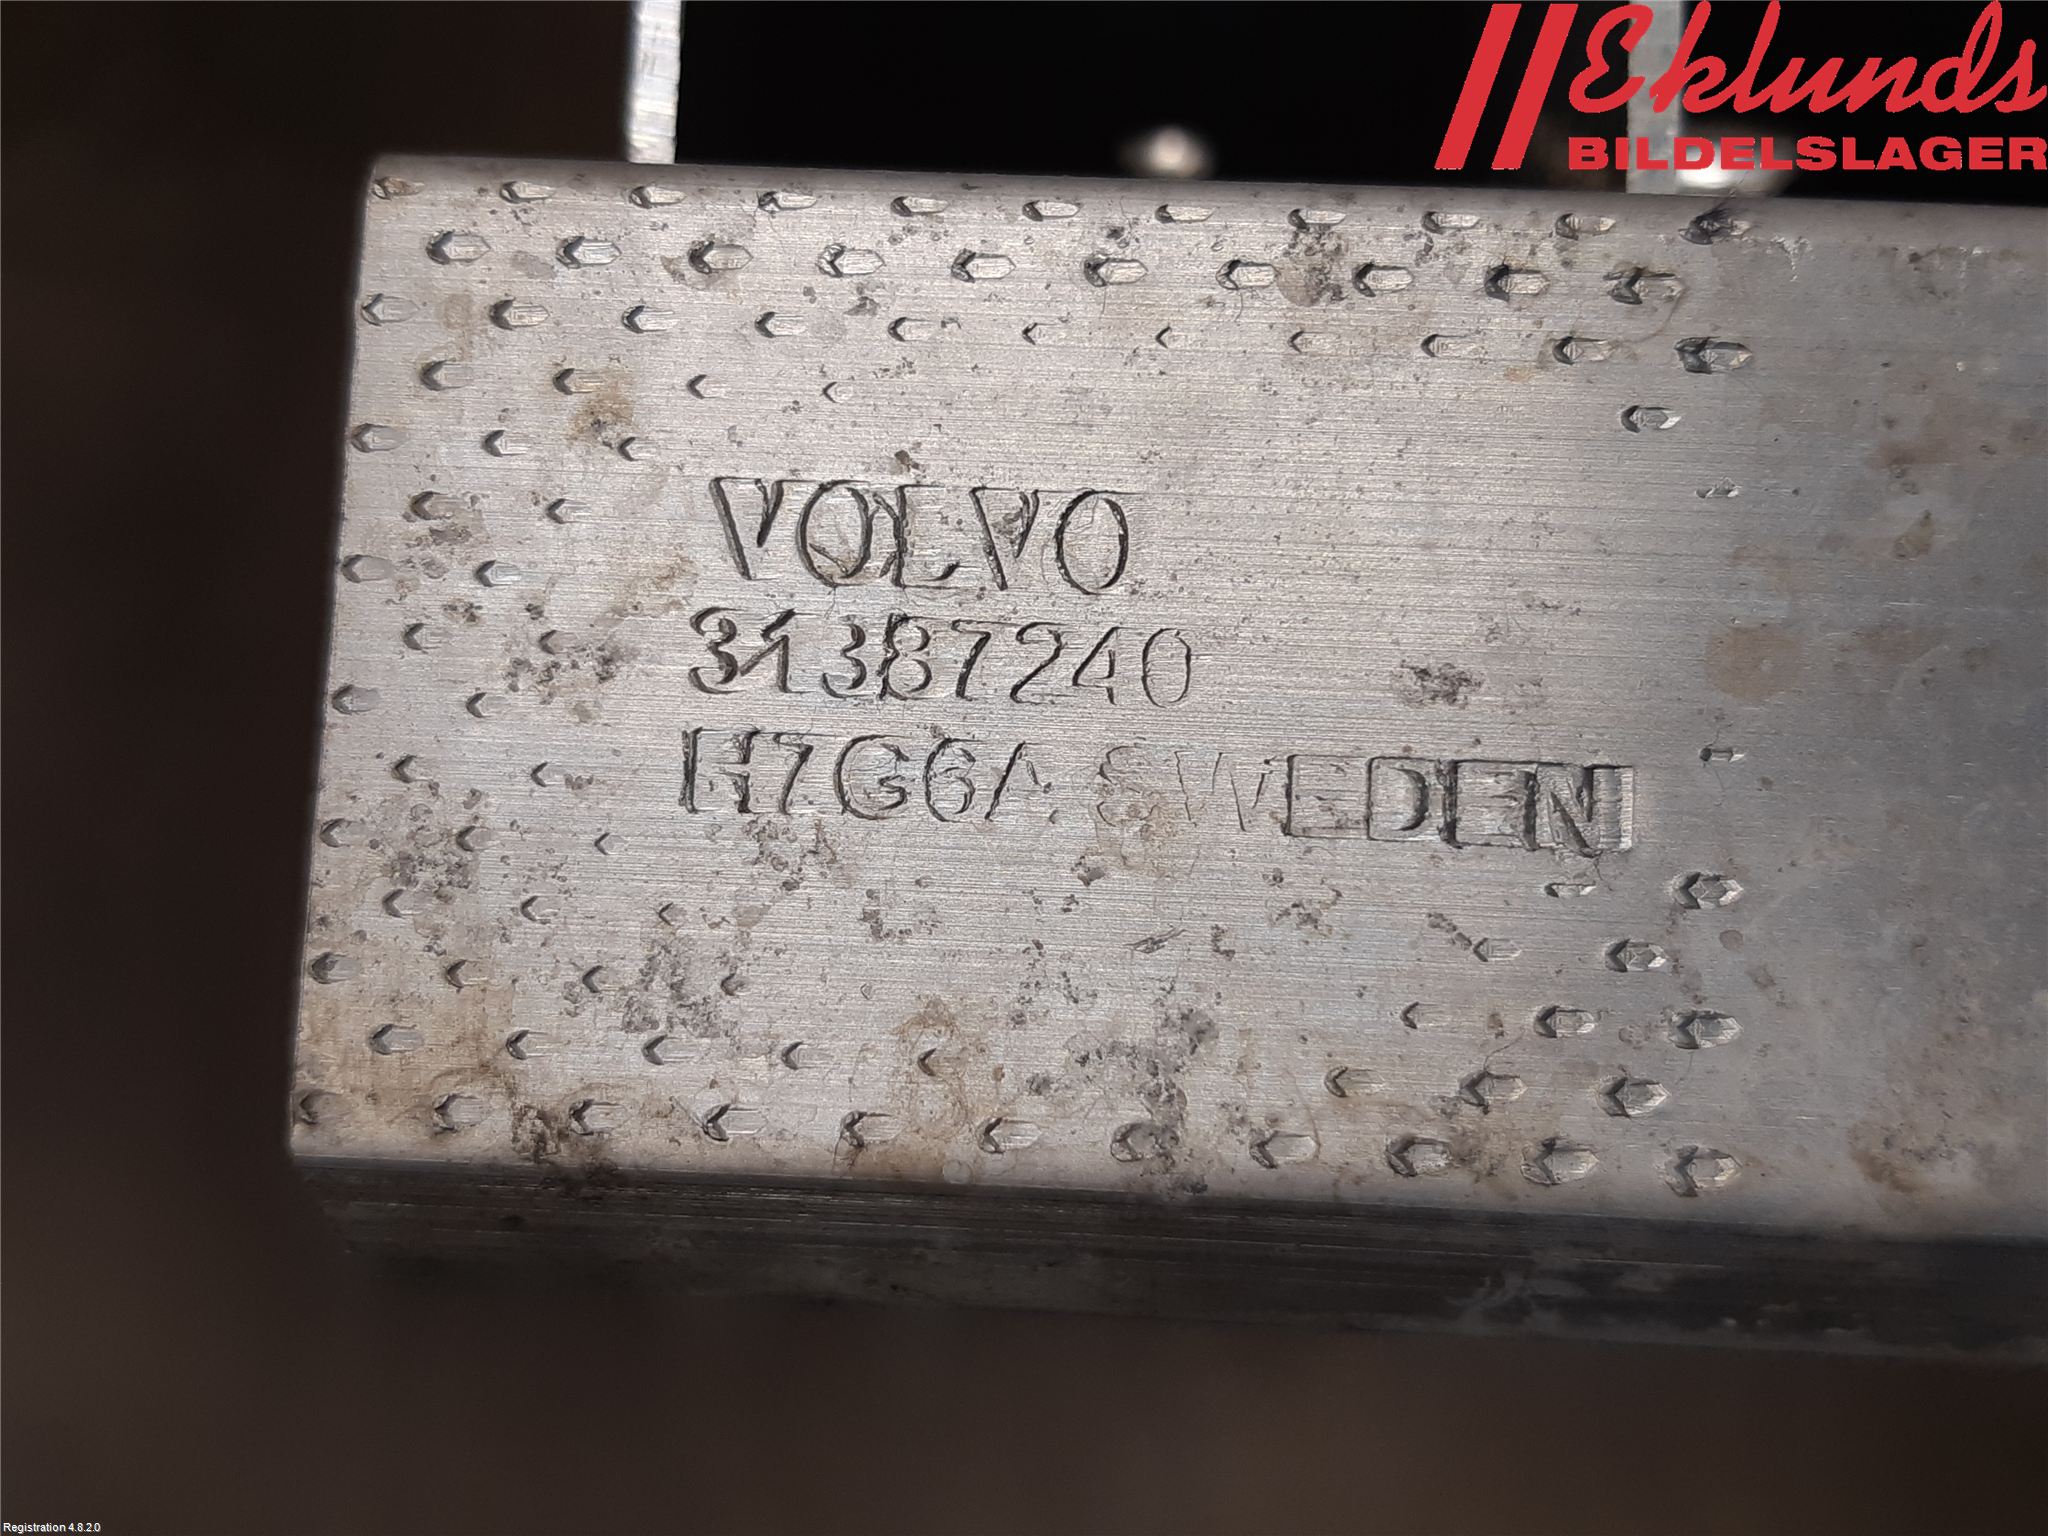 Eklunds
BILDELSLAGER
VOLVO
31387240
H7G6A SWEDEN
Registration 4.8.2.0